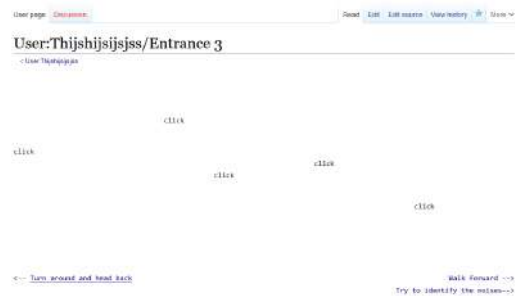 User page Discussion Read Edit Edit source View history More
User:Thijshijsijsjss/Entrance 3
< User:Thijshijsijsjss
click
click
click
click
click
<-- Turn around and head back Walk Forward -->
Try to identify the noises-->